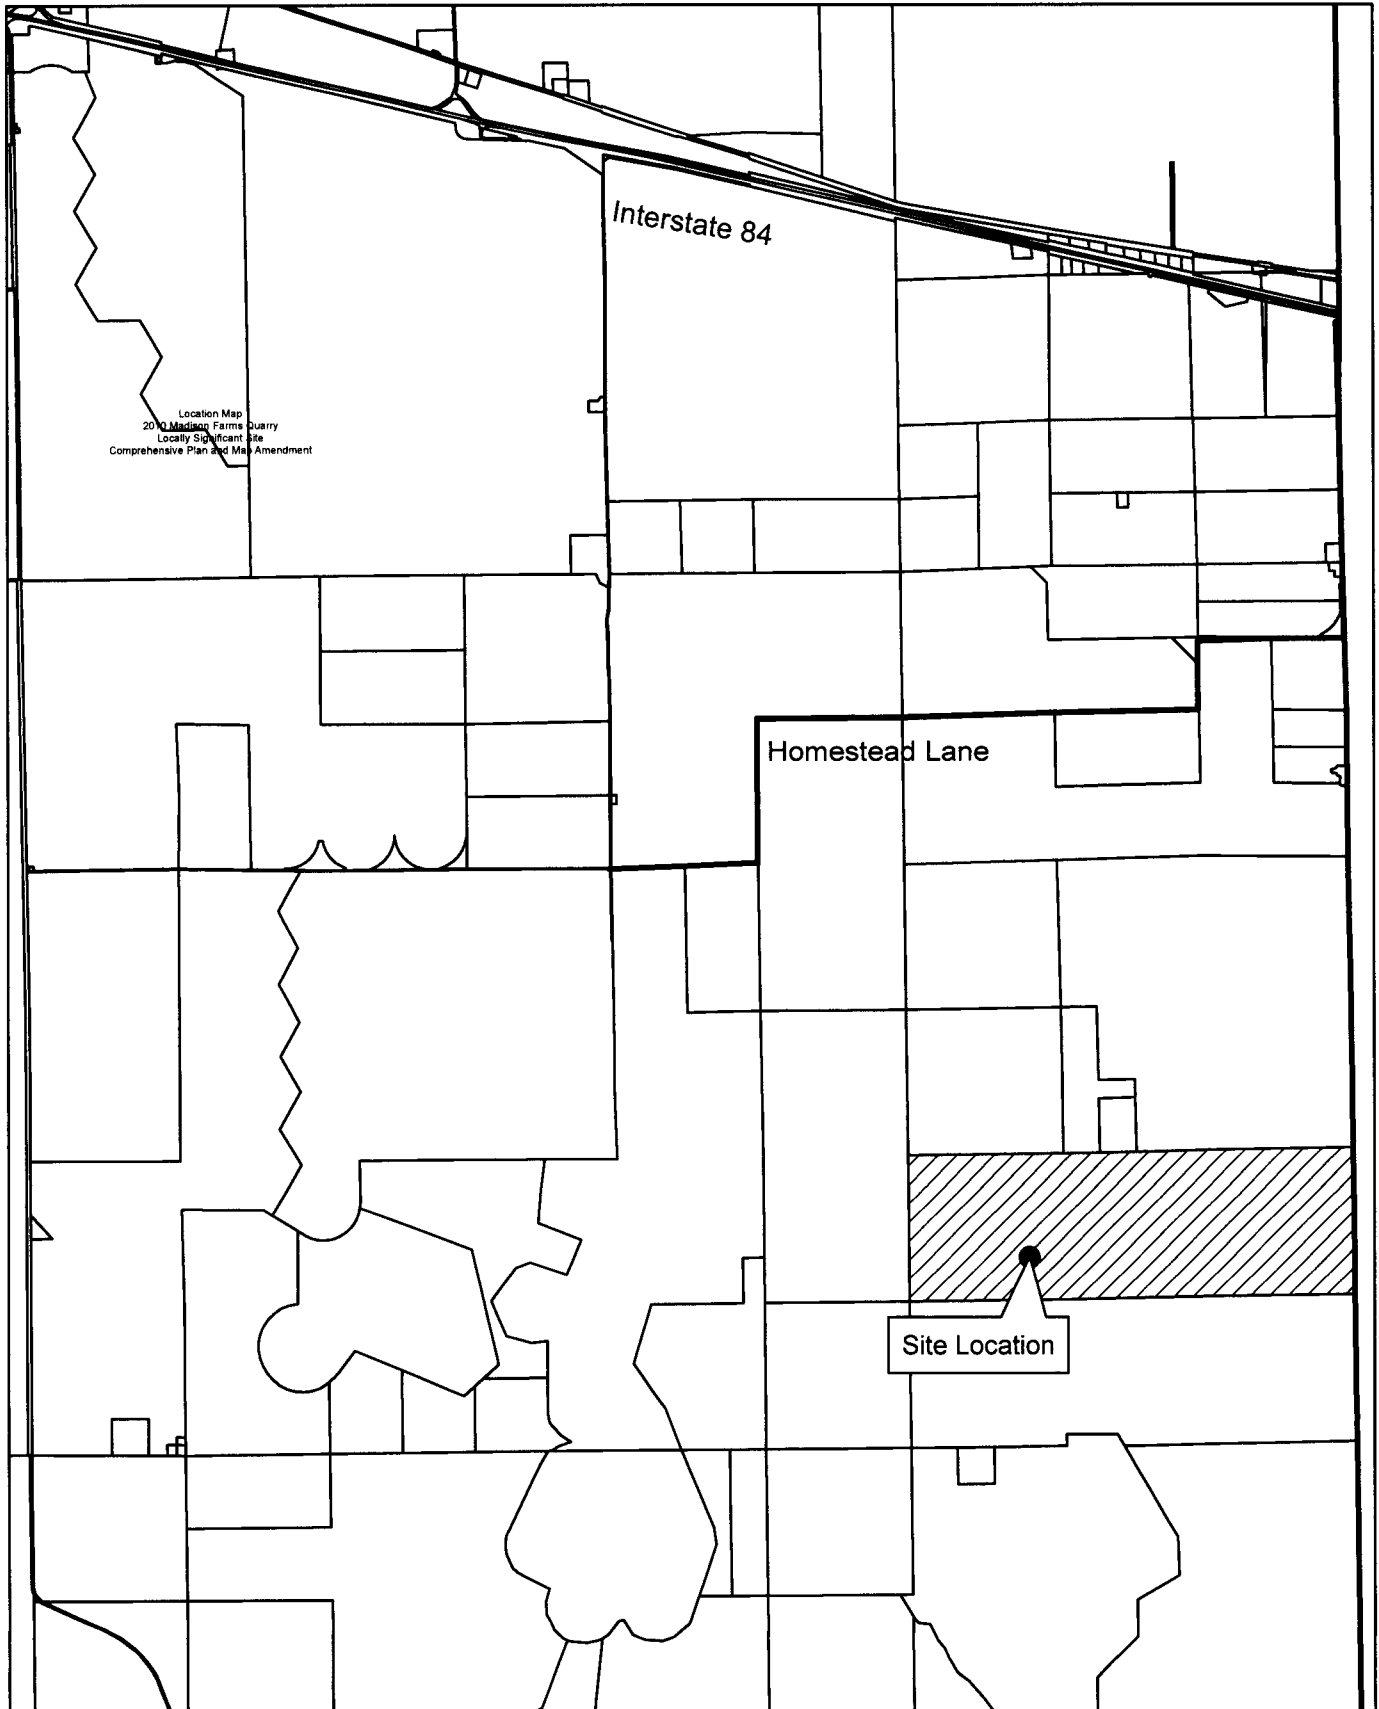 Interstate 84
Location Map
2010 Madison Farms Quarry
Locally Significant Site
Comprehensive Plan and Map Amendment
Homestead Lane
Site Location